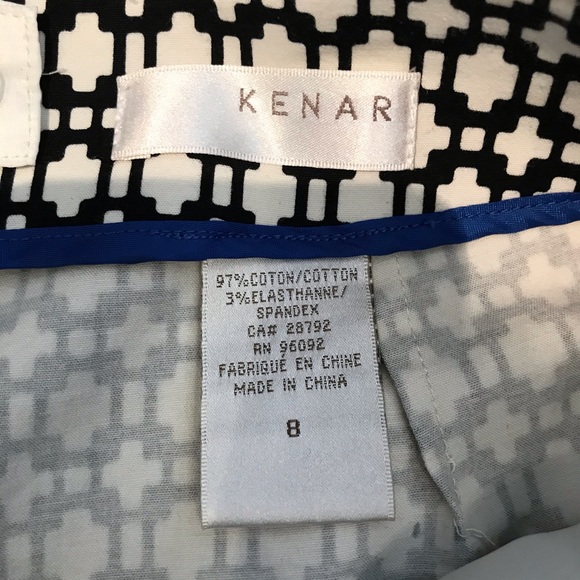 KENAR
97%COTON/COTTON
3%ELASTHANNE/
SPANDEX
CA# 28792
RN 96092
FABRIQUÉ EN CHINE
MADE IN CHINA
8